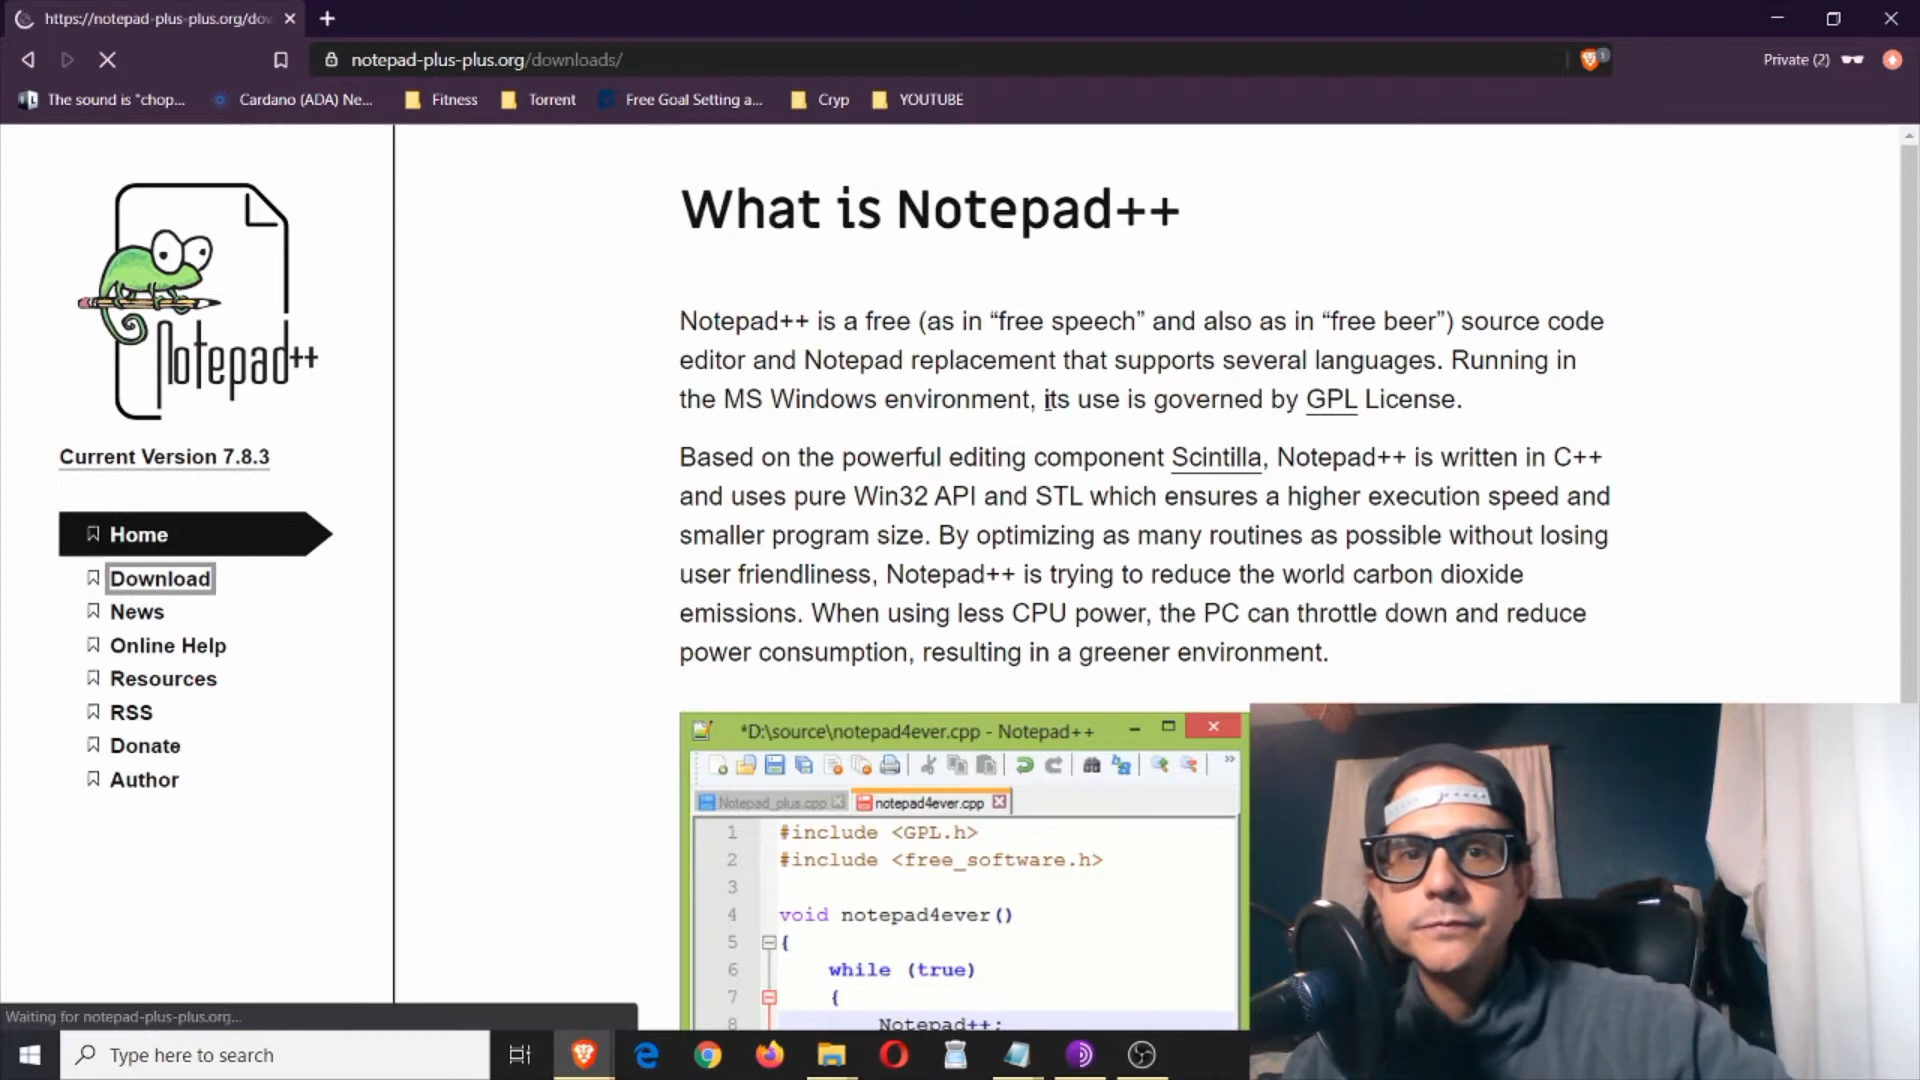 https://notepad-plus-plus.org/dow
notepad-plus-plus.org/downloads/
1
Private (2)
The sound is "chop...
Cardano (ADA) Ne...
Fitness
Torrent
Free Goal Setting a...
Cryp
YOUTUBE
What is Notepad++
Notepad++ is a free (as in “free speech” and also as in “free beer”) source code
editor and Notepad replacement that supports several languages. Running in
the MS Windows environment, its use is governed by GPL License.
Based on the powerful editing component Scintilla, Notepad++ is written in C++
and uses pure Win32 API and STL which ensures a higher execution speed and
smaller program size. By optimizing as many routines as possible without losing
user friendliness, Notepad++ is trying to reduce the world carbon dioxide
emissions. When using less CPU power, the PC can throttle down and reduce
power consumption, resulting in a greener environment.
Notepad++
Current Version 7.8.3
Home
Download
News
Online Help
Resources
RSS
Donate
Author
*D:\source\notepad4ever.cpp - Notepad++
Notepad_plus.cpp
notepad4ever.cpp
1 #include <GPL.h>
2 #include <free_software.h>
3
4 void notepad4ever()
5 {
6 while (true)
7 {
8 Notepad++;
Waiting for notepad-plus-plus.org...
Type here to search